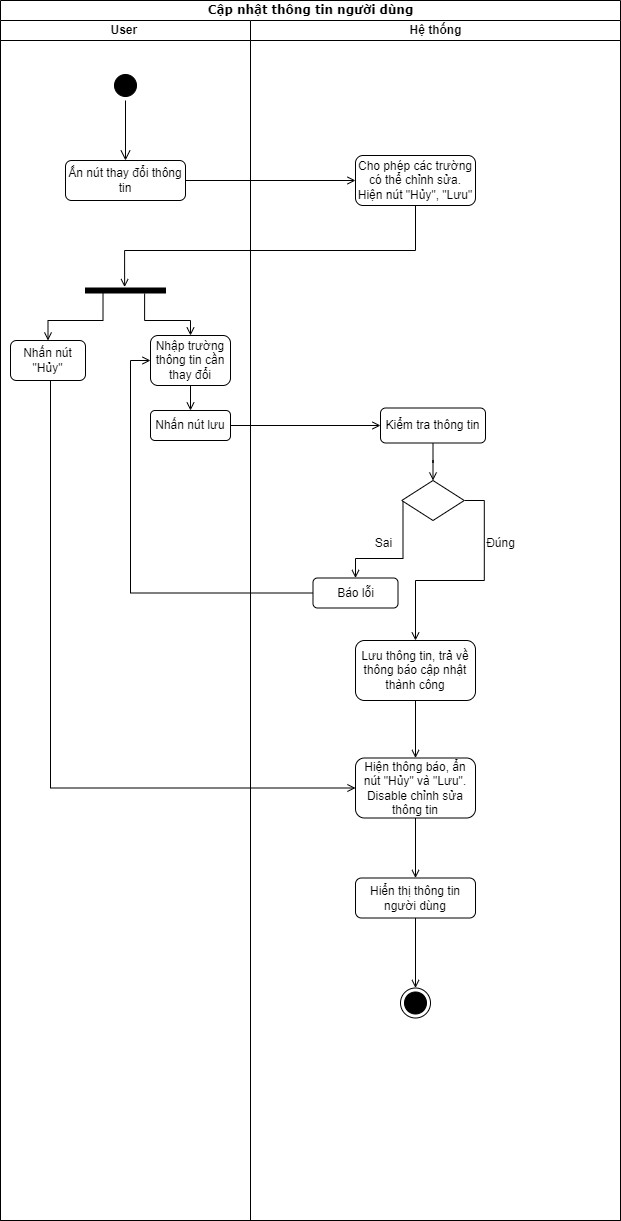 Cập nhật thông tin người dùng
User
Hệ thống
Ấn nút thay đổi thông
tin
Cho phép các trường
có thể chỉnh sửa.
Hiện nút "Hủy", "Lưu"
Nhấn nút
"Hủy"
Nhập trường
thông tin cần
thay đổi
Nhấn nút lưu
Kiểm tra thông tin
Sai
Đúng
Báo lỗi
Lưu thông tin, trả về
thông báo cập nhật
thành công
Hiện thông báo, ẩn
nút "Hủy" và "Lưu".
Disable chỉnh sửa
thông tin
Hiển thị thông tin
người dùng